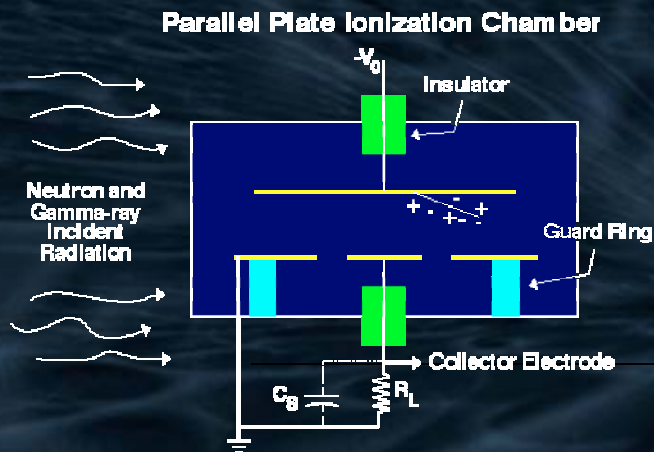 Parallel Plate Ionization Chamber
-V0
Insulator
Neutron and
Gamma-ray
Incident
Radiation
+ - +- - - +
Guard Ring
Collector Electrode
CS
RL